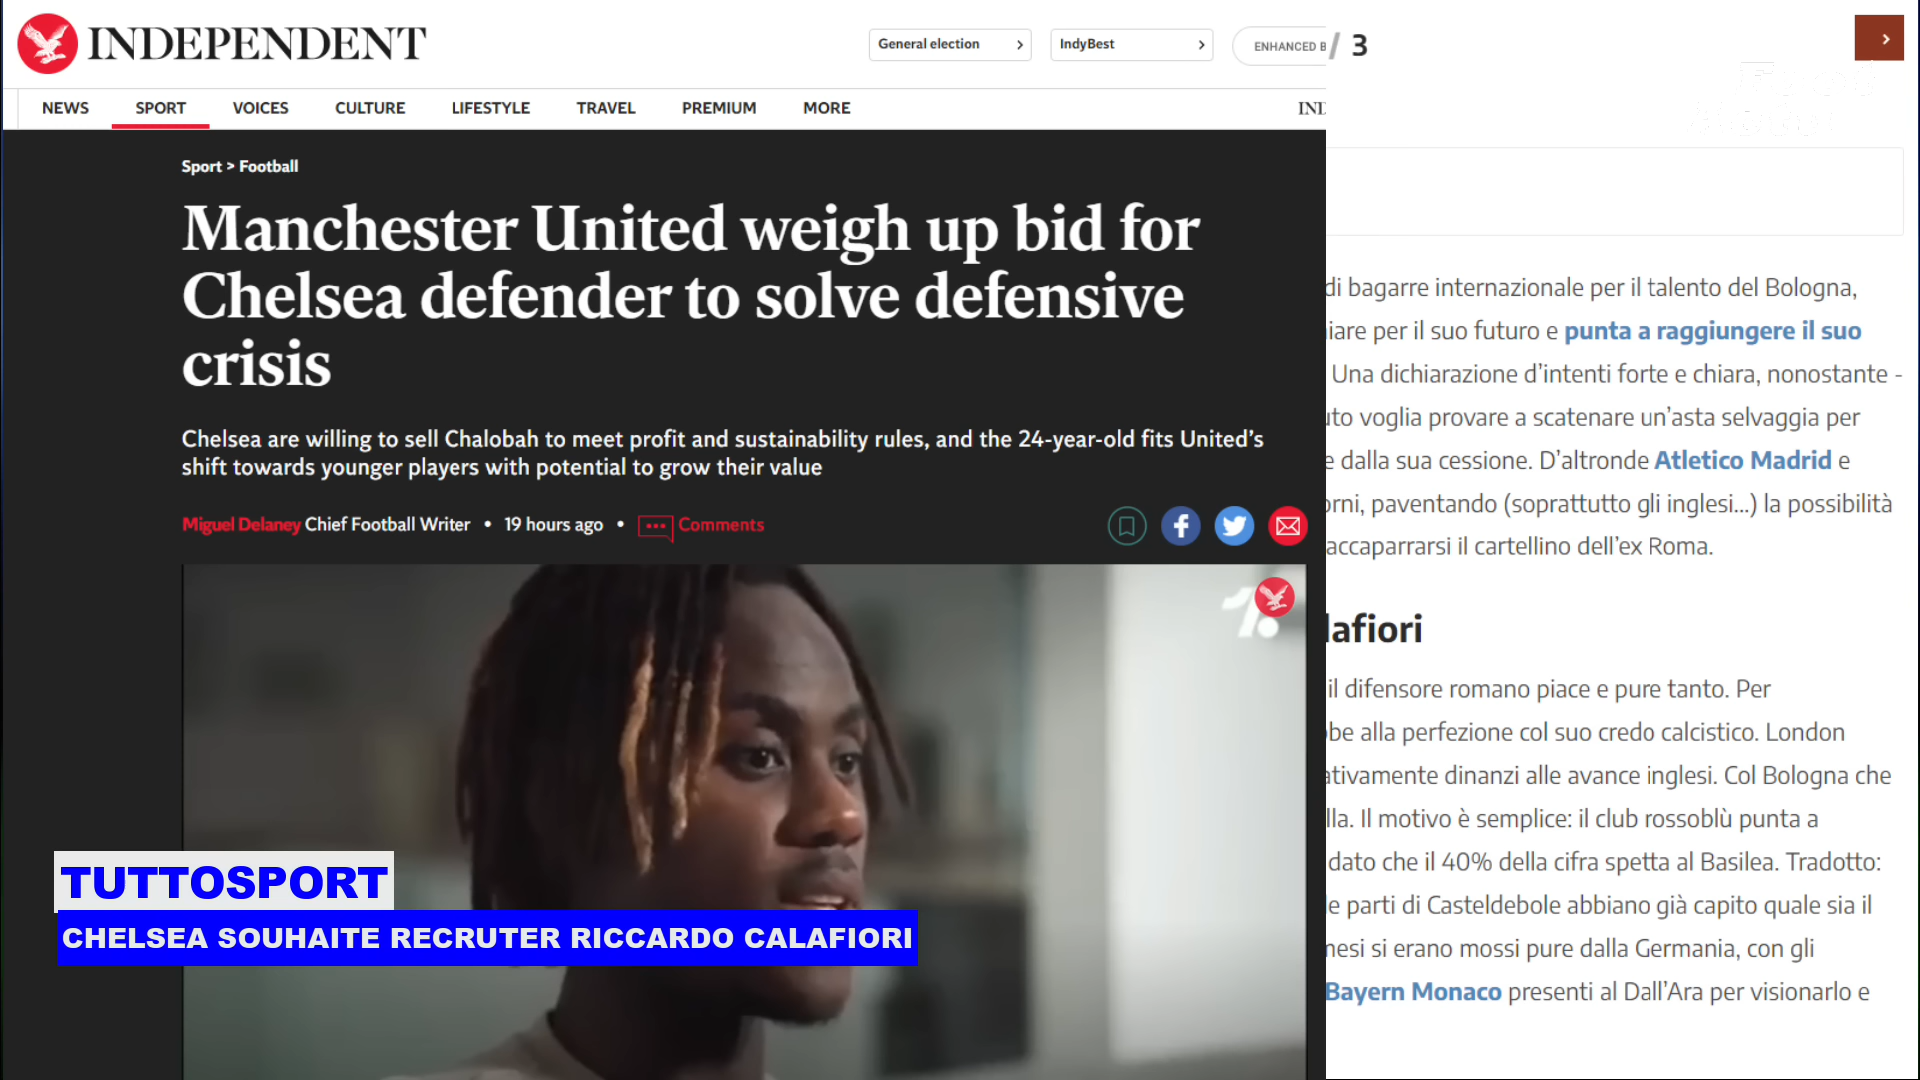 INDEPENDENT
General election
IndyBest
ENHANCED B
/ 3
NEWS SPORT VOICES CULTURE LIFESTYLE TRAVEL PREMIUM MORE
Sport > Football
Manchester United weigh up bid for
Chelsea defender to solve defensive
crisis
Chelsea are willing to sell Chalobah to meet profit and sustainability rules, and the 24-year-old fits United's
shift towards younger players with potential to grow their value
Miguel Delaney Chief Football Writer • 19 hours ago • Comments
TUTTOSPORT
CHELSEA SOUHAITE RECRUTER RICCARDO CALAFIORI
di bagarre internazionale per il talento del Bologna,
per il suo futuro e punta a raggiungere il suo
Una dichiarazione d'intenti forte e chiara, nonostante -
voglia provare a scatenare un'asta selvaggia per
e dalla sua cessione. D'altronde Atletico Madrid e
paventando (soprattutto gli inglesi...) la possibilità
accaparrarsi il cartellino dell'ex Roma.
lafiori
il difensore romano piace e pure tanto. Per
alla perfezione col suo credo calcistico. London
dinanzi alle avance inglesi. Col Bologna che
Il motivo è semplice: il club rossoblù punta a
dato che il 40% della cifra spetta al Basilea. Tradotto:
parti di Casteldebole abbiano già capito quale sia il
si erano mossi pure dalla Germania, con gli
Bayern Monaco presenti al Dall'Ara per visionarlo e